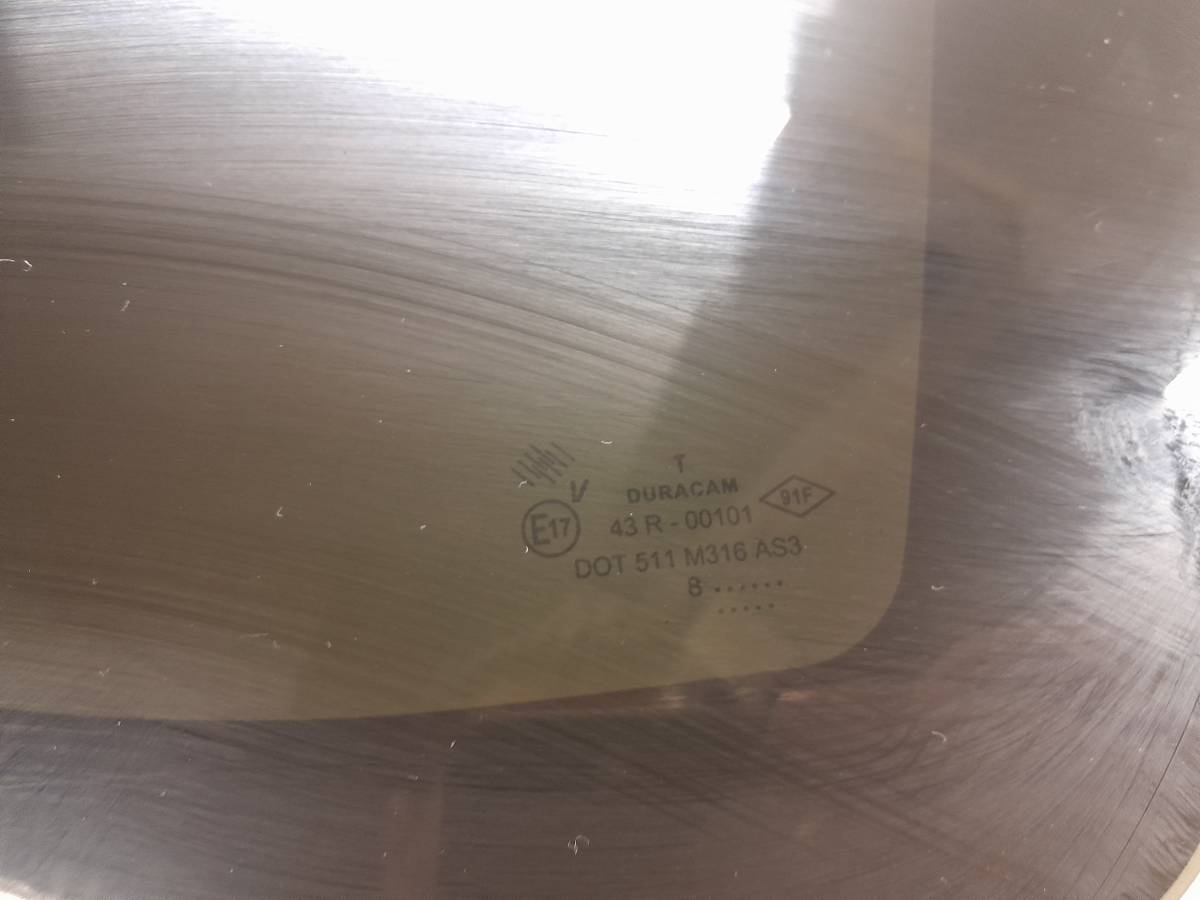 T
V
DURACAM
91F
E17
43 R - 00101
DOT 511 M316 AS3
8 ......
.....